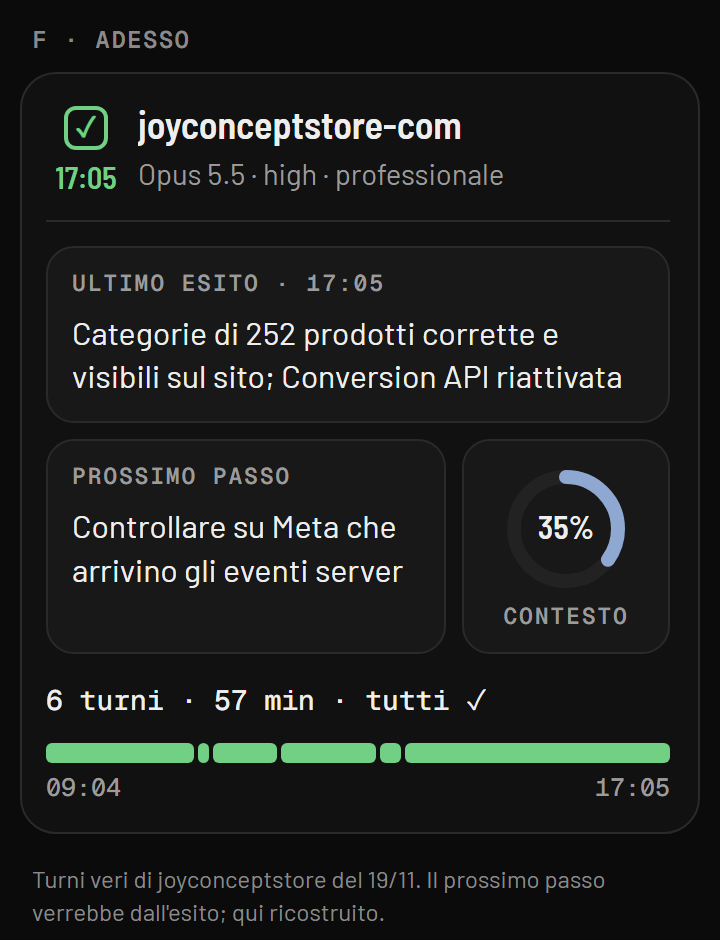 F · ADESSO
joyconceptstore-com
17:05
Opus 5.5 · high · professionale
ULTIMO ESITO · 17:05
Categorie di 252 prodotti corrette e
visibili sul sito; Conversion API riattivata
PROSSIMO PASSO
Controllare su Meta che
arrivino gli eventi server
35%
CONTESTO
6 turni · 57 min · tutti ✓
09:04
17:05
Turni veri di joyconceptstore del 19/11. Il prossimo passo
verrebbe dall'esito; qui ricostruito.